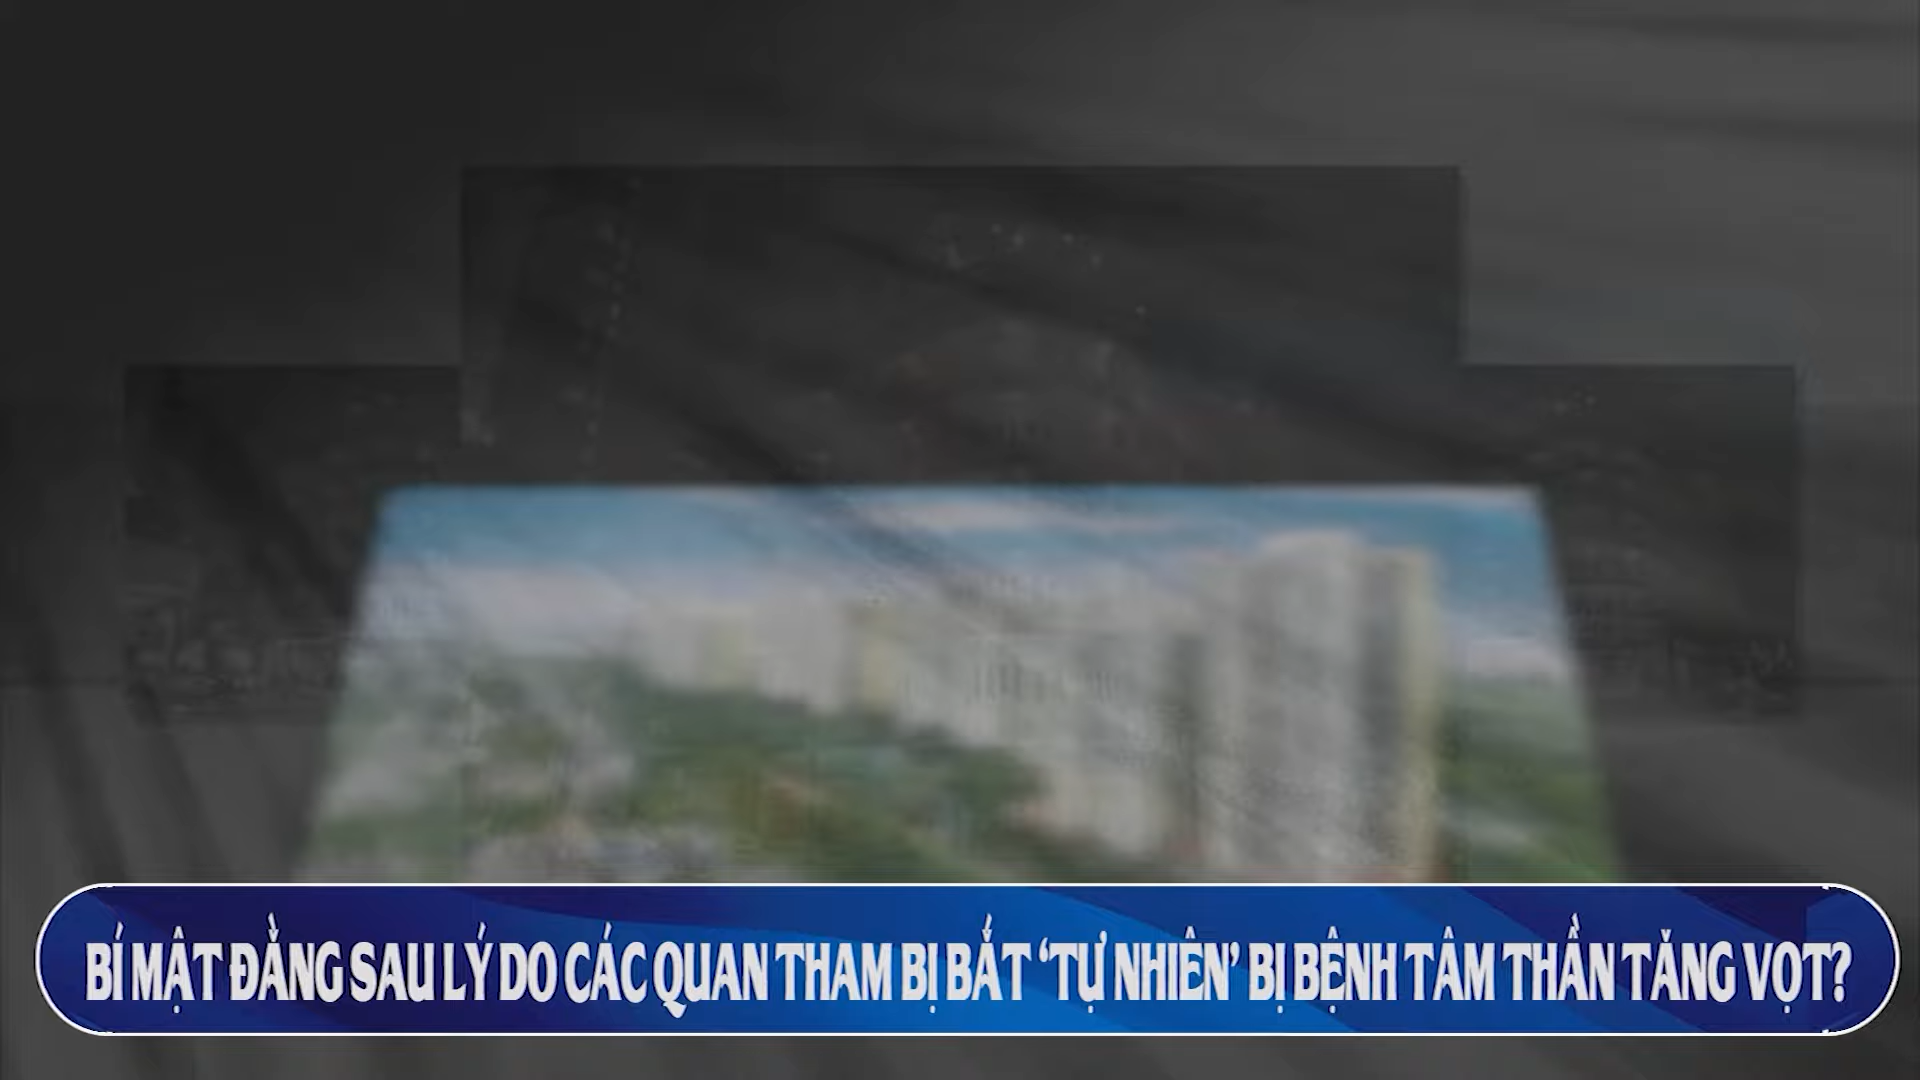 BÍ MẬT ĐẰNG SAU LÝ DO CÁC QUAN THAM BỊ BẮT ‘TỰ NHIÊN’ BỊ BỆNH TÂM THẦN TĂNG VỌT?